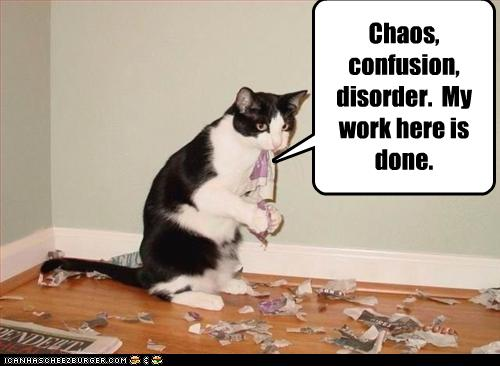 Chaos,
confusion,
disorder. My
work here is
done.
ICANHASCHEEZBURGER.COM